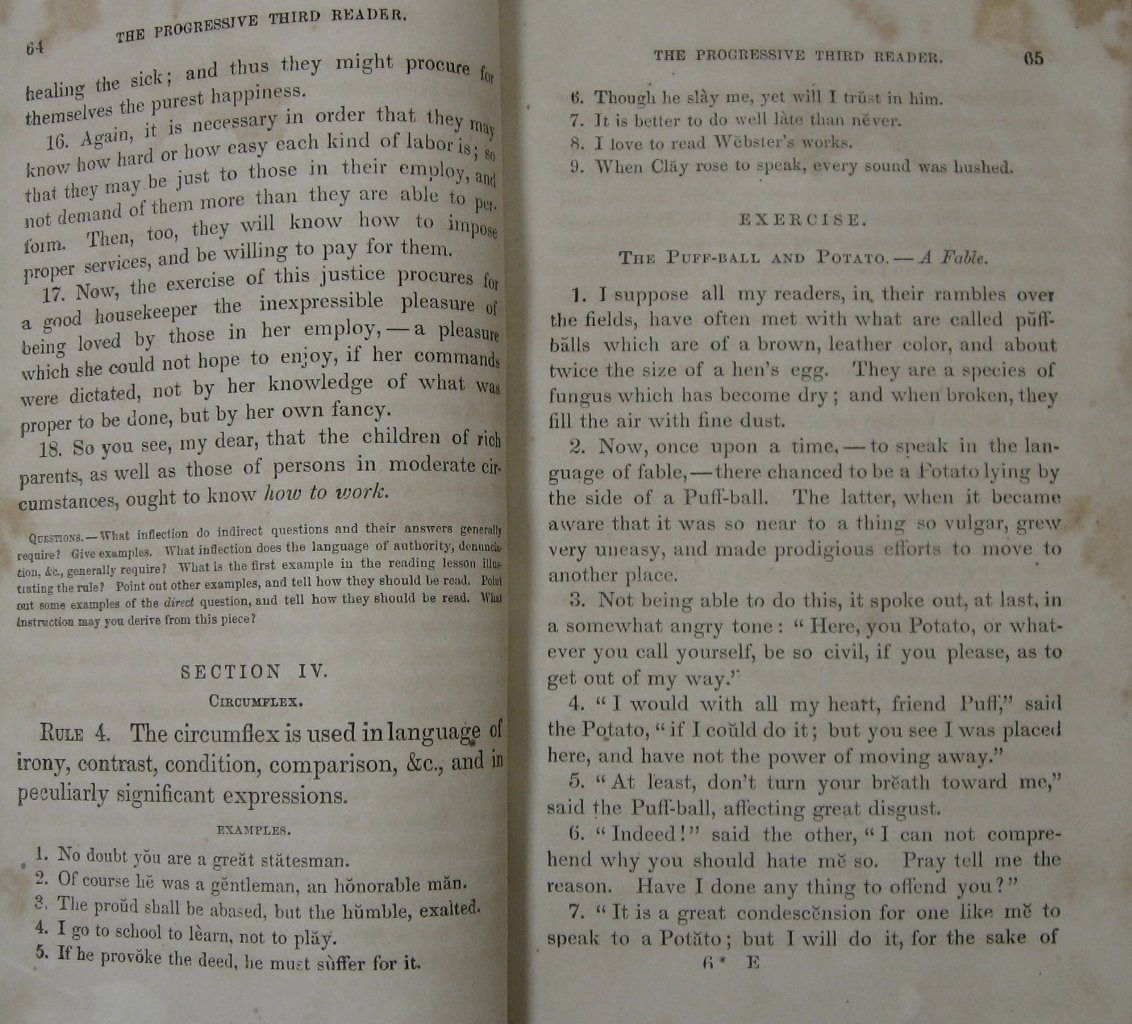 64
THE PROGRESSIVE THIRD READER.
healing the sick; and thus they might procure for
themselves the purest happiness.
16. Again, it is necessary in order that they may
know how hard or how easy each kind of labor is; so
that they may be just to those in their employ, and
not demand of them more than they are able to per-
form. Then, too, they will know how to impose
proper services, and be willing to pay for them.
17. Now, the exercise of this justice procures for
a good housekeeper the inexpressible pleasure of
being loved by those in her employ,—a pleasure
which she could not hope to enjoy, if her commands
were dictated, not by her knowledge of what was
proper to be done, but by her own fancy.
18. So you see, my dear, that the children of rich
parents, as well as those of persons in moderate cir-
cumstances, ought to know how to work.
QUESTIONS.—What inflection do indirect questions and their answers generally
require? Give examples. What inflection does the language of authority, denuncia-
tion, &c., generally require? What is the first example in the reading lesson illus-
trating the rule? Point out other examples, and tell how they should be read. Point
out some examples of the direct question, and tell how they should be read. What
instruction may you derive from this piece?
SECTION IV.
CIRCUMFLEX.
RULE 4. The circumflex is used in language of
irony, contrast, condition, comparison, &c., and in
peculiarly significant expressions.
EXAMPLES.
1. No doubt yŏu are a greăt stătesman.
2. Of course hĕ was a gĕntleman, an hŏnorable măn.
3. The proŭd shall be abased, but the hŭmble, exalted.
4. I go to school to lèarn, not to plăy.
5. If he provŏke the deed, he must sùffer for it.
THE PROGRESSIVE THIRD READER.
65
6. Though he slày me, yet will I trŭst in him.
7. It is better to do well làte than nĕver.
8. I love to read Wĕbster's works.
9. When Clăy rose to speak, every sound was hushed.
EXERCISE.
THE PUFF-BALL AND POTATO.—A Fable.
1. I suppose all my readers, in their rambles over
the fields, have often met with what are called pŭff-
bălls which are of a brown, leather color, and about
twice the size of a hen's egg. They are a species of
fungus which has become dry; and when broken, they
fill the air with fine dust.
2. Now, once upon a time,—to speak in the lan-
guage of fable,—there chanced to be a Potato lying by
the side of a Puff-ball. The latter, when it became
aware that it was so near to a thing so vulgar, grew
very uneasy, and made prodigious efforts to move to
another place.
3. Not being able to do this, it spoke out, at last, in
a somewhat angry tone: "Here, you Potato, or what-
ever you call yourself, be so civil, if you please, as to
get out of my way."
4. "I would with all my heart, friend Puff," said
the Potato, "if I coŭld do it; but you see I was placed
here, and have not the power of moving away."
5. "At least, don't turn your brĕath toward me,"
said the Puff-ball, affecting great disgust.
6. "Indeed!" said the other, "I can not compre-
hend why you should hate mĕ so. Pray tell me the
reason. Have I done any thing to offend you?"
7. "It is a great condescĕnsion for one like mĕ to
speak to a Potăto; but I will do it, for the sake of
6* E